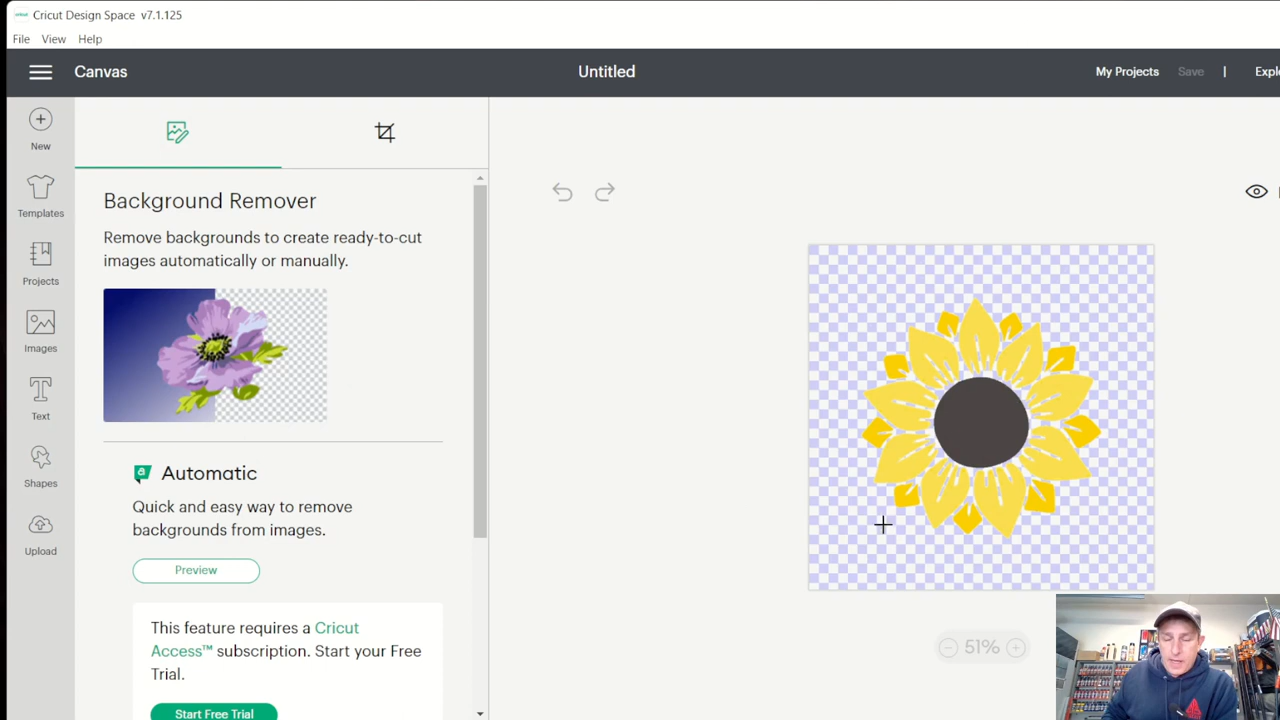 Cricut Design Space v7.1.125
File View Help
Canvas
Untitled
My Projects Save |
New
Templates
Projects
Images
Text
Shapes
Upload
Background Remover
Remove backgrounds to create ready-to-cut
images automatically or manually.
a Automatic
Quick and easy way to remove
backgrounds from images.
Preview
This feature requires a Cricut
Access™ subscription. Start your Free
Trial.
Start Free Trial
51%